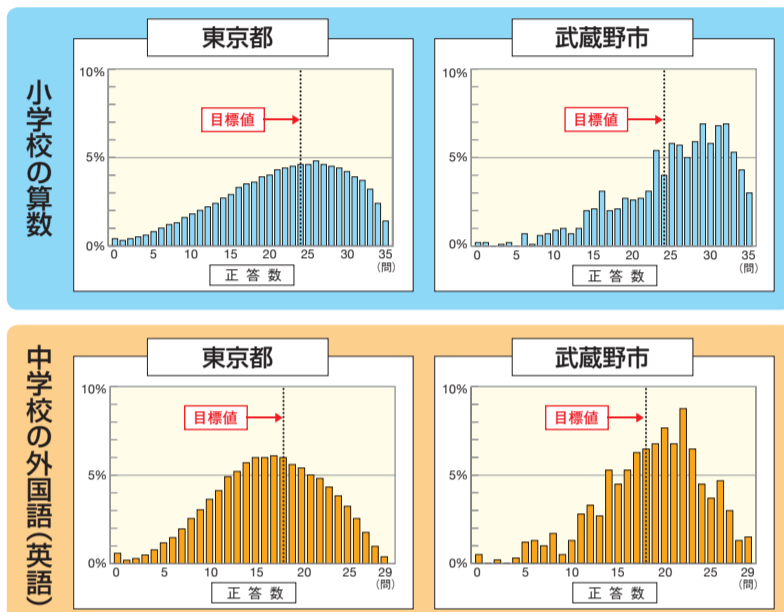 小学校の算数
東京都
10%
5%
0%
目標値
0 5 10 15 20 25 30 35
(問)
正答数
武蔵野市
10%
5%
0%
目標値
0 5 10 15 20 25 30 35
(問)
正答数
中学校の外国語(英語)
東京都
10%
5%
0%
目標値
0 10 20 25 29
(問)
正答数
武蔵野市
10%
5%
0%
目標値
0 5 10 15 20 25 29
(問)
正答数